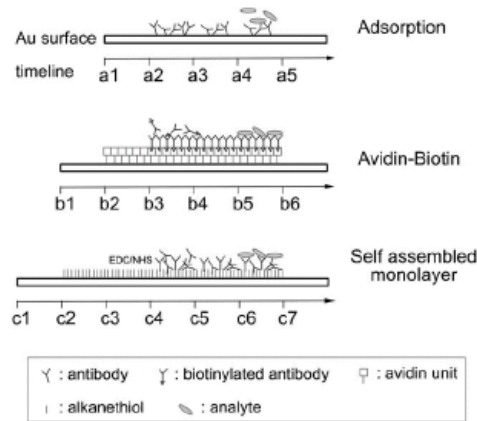 Au surface
Adsorption
timeline
a1 a2 a3 a4 a5
Avidin-Biotin
b1 b2 b3 b4 b5 b6
EDC/NHS
Self assembled
monolayer
c1 c2 c3 c4 c5 c6 c7
: antibody : biotinylated antibody : avidin unit
: alkanethiol : analyte